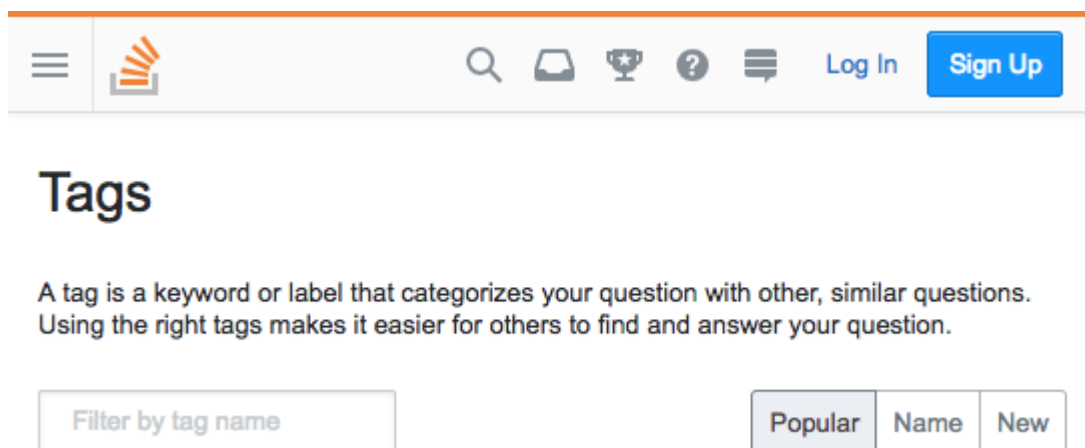 Log In Sign Up
Tags
A tag is a keyword or label that categorizes your question with other, similar questions.
Using the right tags makes it easier for others to find and answer your question.
Filter by tag name Popular Name New